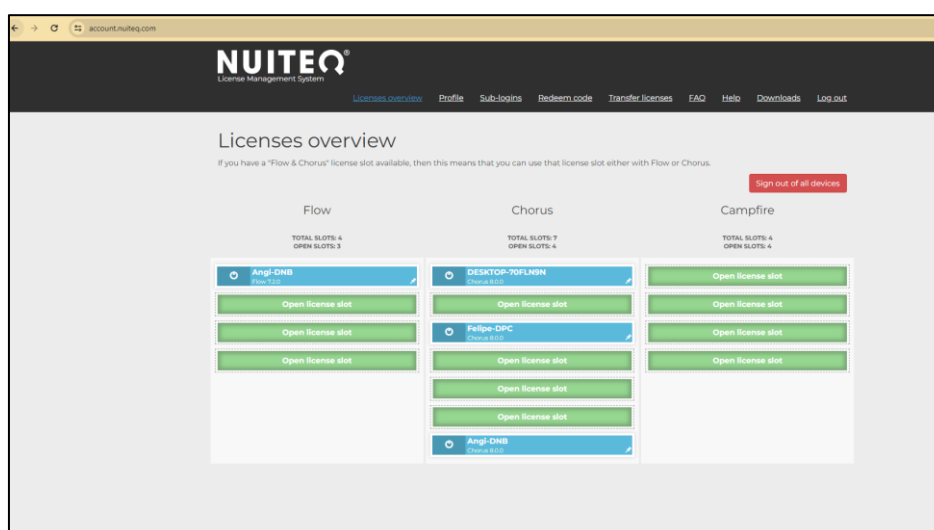 account.nuiteq.com
NUITEQ®
License Management System
Licenses overview Profile Sub-logins Redeem code Transfer licenses FAQ Help Downloads Log out
Licenses overview
If you have a "Flow & Chorus" license slot available, then this means that you can use that license slot either with Flow or Chorus.
Sign out of all devices
Flow
TOTAL SLOTS: 4
OPEN SLOTS: 3
Angi-DNB
Flow 7.2.0
Open license slot
Open license slot
Open license slot
Chorus
TOTAL SLOTS: 7
OPEN SLOTS: 4
DESKTOP-70FLN9N
Chorus 8.0.0
Open license slot
Felipe-DPC
Chorus 8.0.0
Open license slot
Open license slot
Open license slot
Angi-DNB
Chorus 8.0.0
Campfire
TOTAL SLOTS: 4
OPEN SLOTS: 4
Open license slot
Open license slot
Open license slot
Open license slot